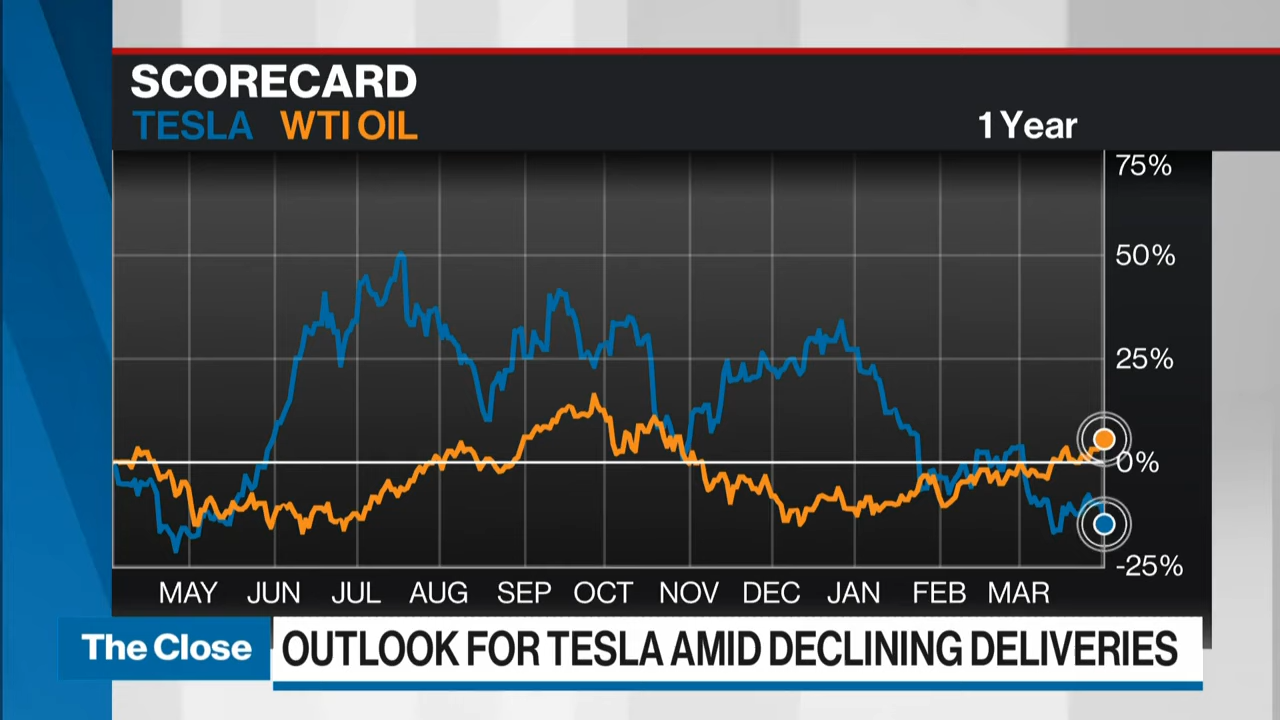 SCORECARD
TESLA WTI OIL
1 Year
75%
50%
25%
0%
-25%
MAY JUN JUL AUG SEP OCT NOV DEC JAN FEB MAR
The Close
OUTLOOK FOR TESLA AMID DECLINING DELIVERIES